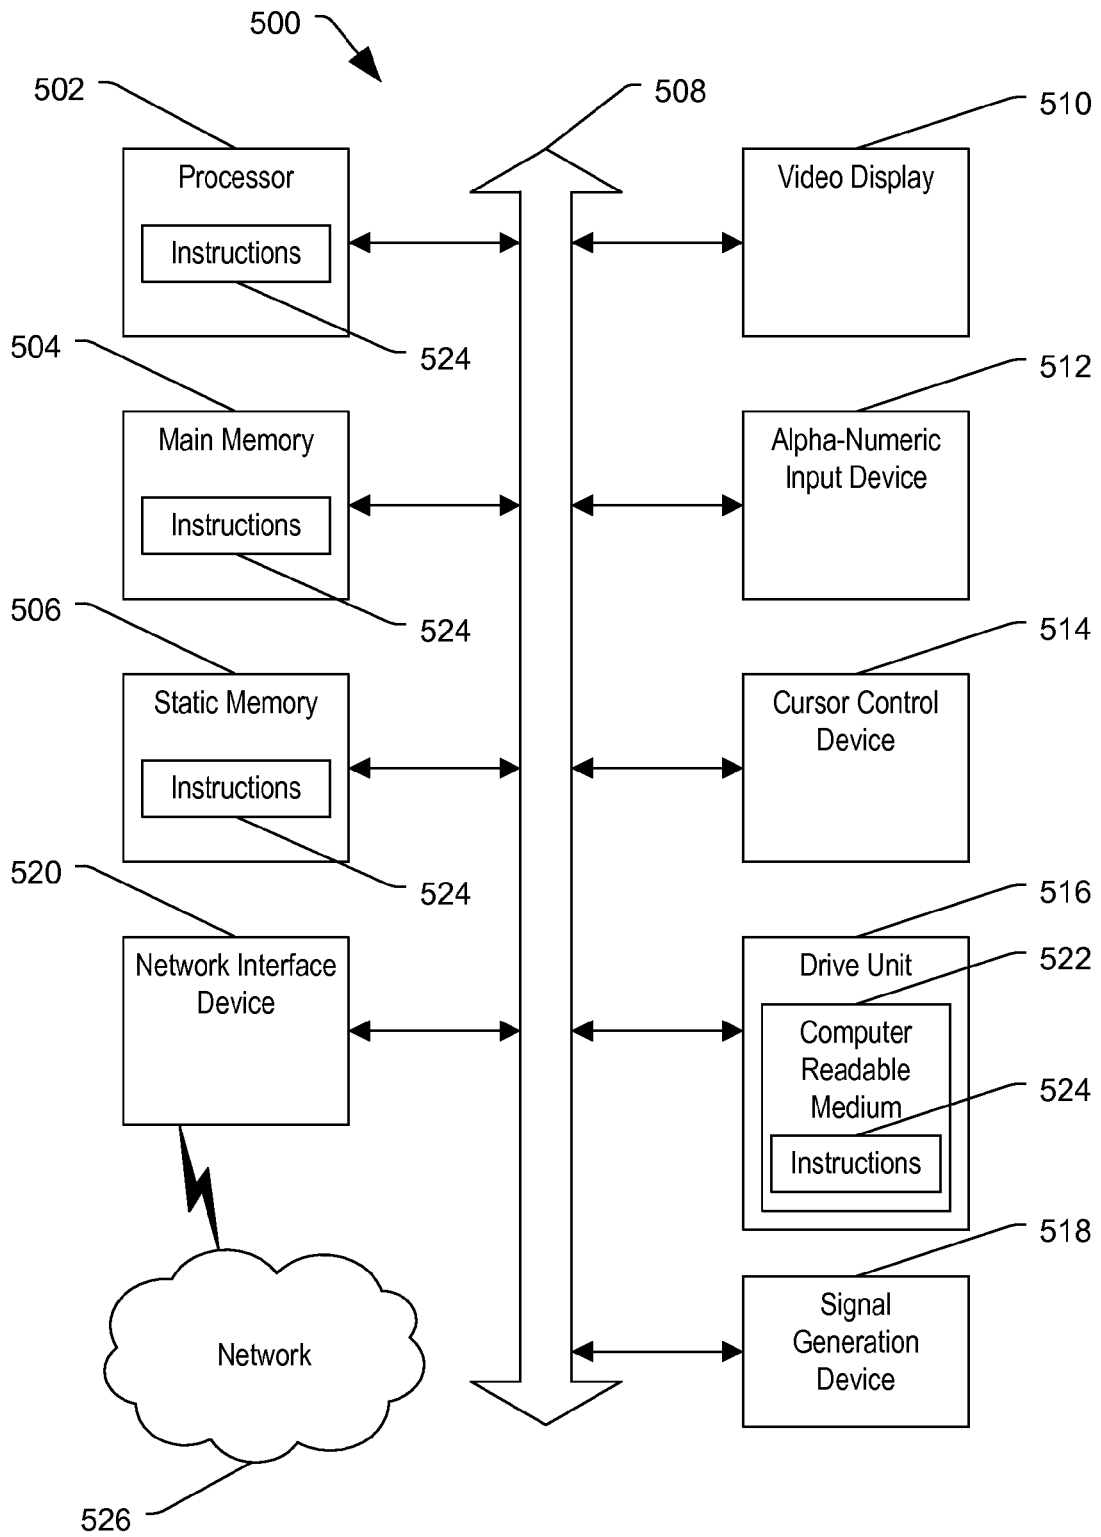 500
502
508
510
Processor
Video Display
Instructions
504
524
512
Main Memory
Alpha-Numeric
Input Device
Instructions
506
524
514
Static Memory
Cursor Control
Device
Instructions
520
524
516
Network Interface
Device
Drive Unit
522
Computer
Readable
Medium
524
Instructions
518
Signal
Generation
Device
Network
526